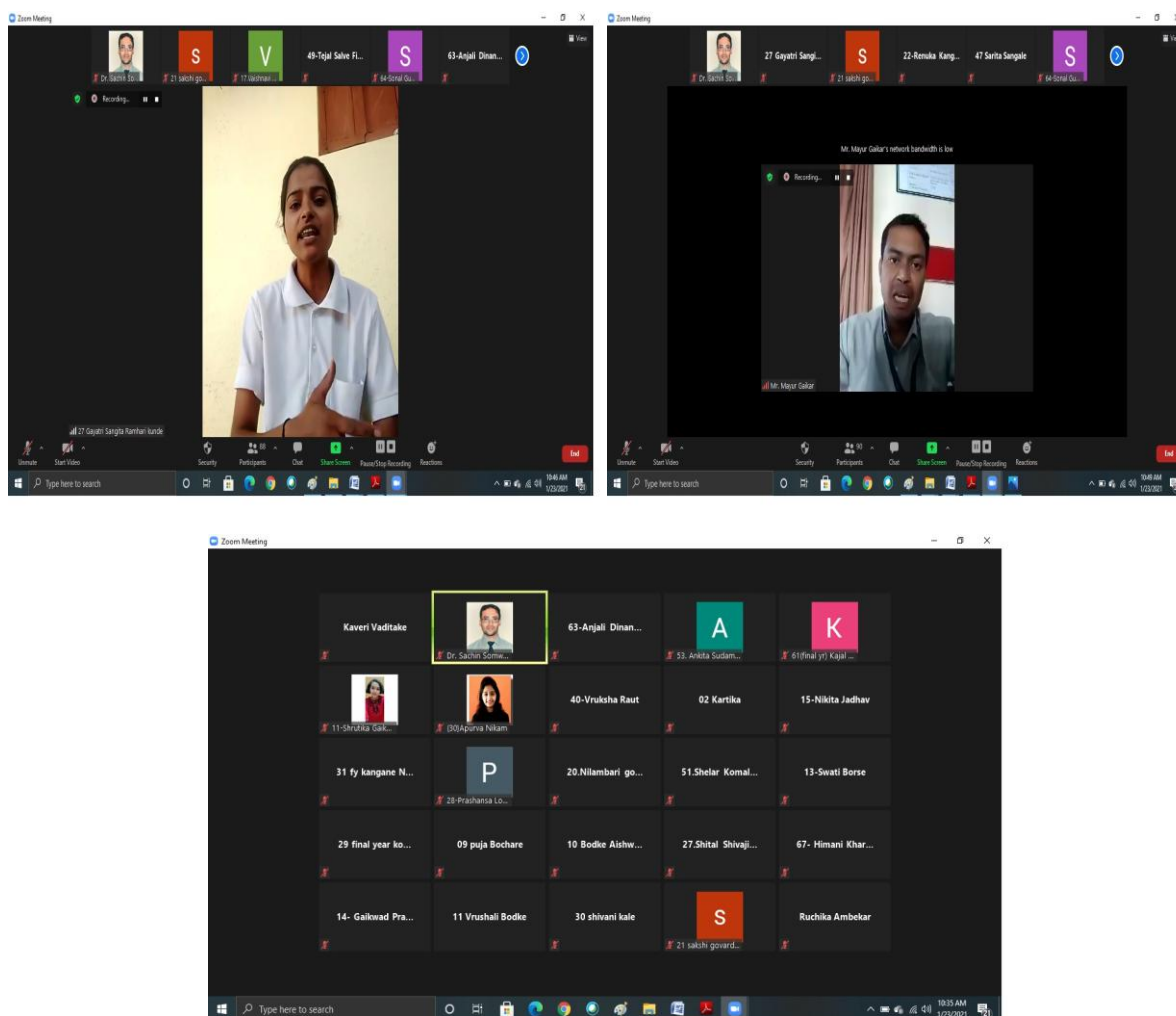 Zoom Meeting
View
Dr. Sachin So...
S
21 sakshi go...
V
17 Vaishnavi ...
49-Tejal Salve Fi...
S
64-Sonal Gu...
63-Anjali Dinan...
Recording...
27 Gayatri Sangita Ramhari kunde
Unmute
Start Video
Security
Participants
Chat
Share Screen
Pause/Stop Recording
Reactions
End
Type here to search
10:46 AM
1/23/2021
Zoom Meeting
Dr. Sachin So...
27 Gayatri Sangi...
S
21 sakshi go...
22-Renuka Kang...
47 Sarita Sangale
S
64-Sonal Gu...
Mr. Mayur Gaikar's network bandwidth is low
Recording...
Mr. Mayur Gaikar
Unmute
Start Video
Security
Participants
90
Chat
Share Screen
Pause/Stop Recording
Reactions
End
Type here to search
10:49 AM
1/23/2021
Zoom Meeting
Kaveri Vaditake
Dr. Sachin Somw...
63-Anjali Dinan...
A
53. Ankita Sudam...
K
61(final yr) Kajal ...
11-Shrutika Gaik...
(30)Apurva Nikam
40-Vruksha Raut
02 Kartika
15-Nikita Jadhav
31 fy kangane N...
P
28-Prashansa Lo...
20.Nilambari go...
51.Shelar Komal...
13-Swati Borse
29 final year ko...
09 puja Bochare
10 Bodke Aishw...
27.Shital Shivaji...
67- Himani Khar...
14- Gaikwad Pra...
11 Vrushali Bodke
30 shivani kale
S
21 sakshi govard...
Ruchika Ambekar
Type here to search
10:35 AM
1/23/2021